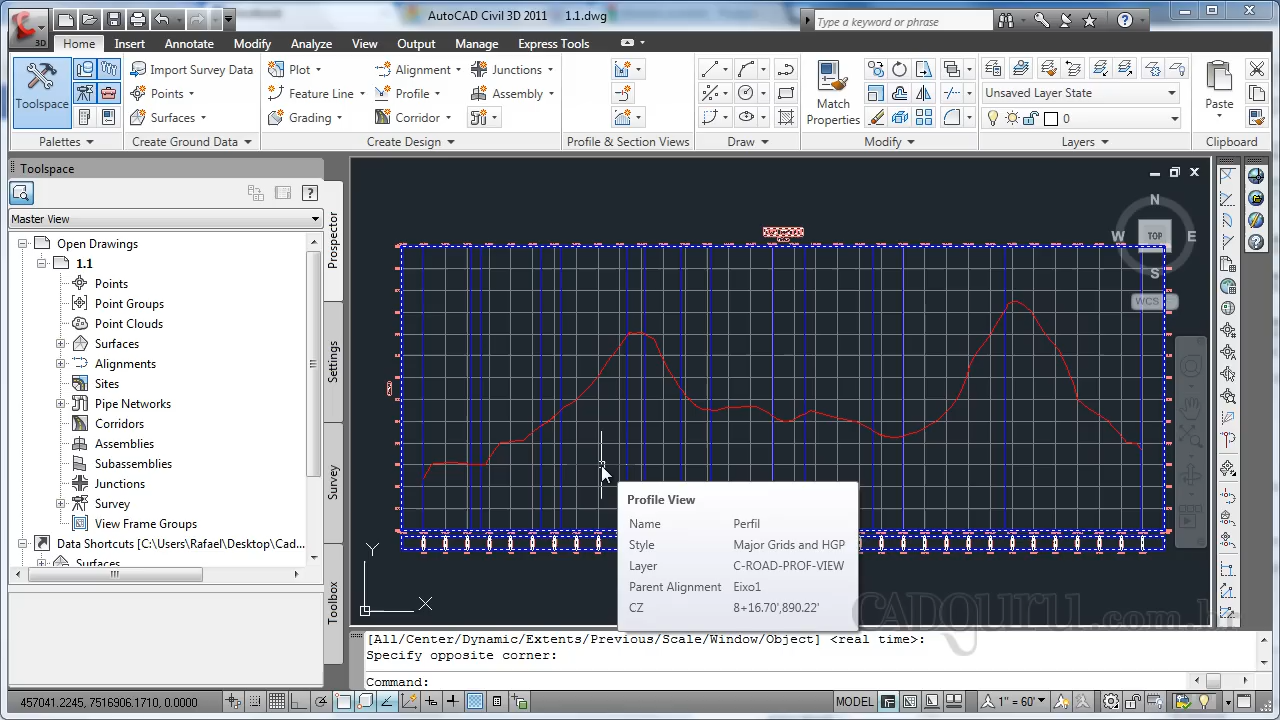 AutoCAD Civil 3D 2011 1.1.dwg
Type a keyword or phrase
3D
Home Insert Annotate Modify Analyze View Output Manage Express Tools
Toolspace
Import Survey Data
Points
Surfaces
Plot
Feature Line
Grading
Alignment
Profile
Corridor
Junctions
Assembly
Match
Properties
Unsaved Layer State
0
Paste
Palettes
Create Ground Data
Create Design
Profile & Section Views
Draw
Modify
Layers
Clipboard
Toolspace
Master View
Open Drawings
1.1
Points
Point Groups
Point Clouds
Surfaces
Alignments
Sites
Pipe Networks
Corridors
Assemblies
Subassemblies
Junctions
Survey
View Frame Groups
Data Shortcuts [C:\Users\Rafael\Desktop\Cad...
Surfaces
Prospector
Settings
Survey
Toolbox
N
W TOP E
S
WCS
Y
X
Profile View
Name Perfil
Style Major Grids and HGP
Layer C-ROAD-PROF-VIEW
Parent Alignment Eixo1
CZ 8+16.70',890.22'
CADGURU.com.br
[All/Center/Dynamic/Extents/Previous/Scale/Window/Object] <real time>:
Specify opposite corner:
Command:
457041.2245, 7516906.1710, 0.0000
MODEL
1" = 60'